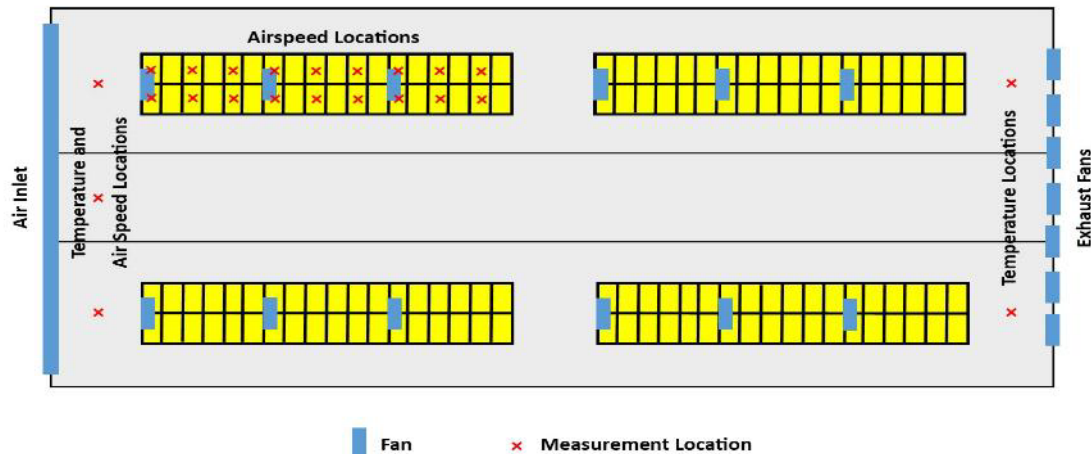 Airspeed Locations
Air Inlet
Temperature and
Air Speed Locations
Temperature Locations
Exhaust Fans
Fan
Measurement Location